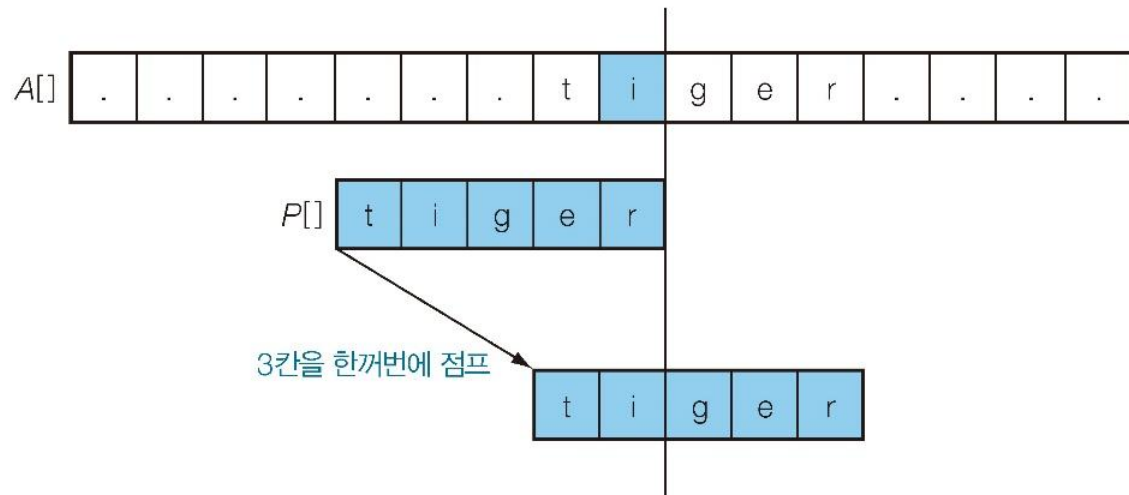 A[] . . . . . . . t i g e r . . . .
P[] t i g e r
3칸을 한꺼번에 점프
t i g e r